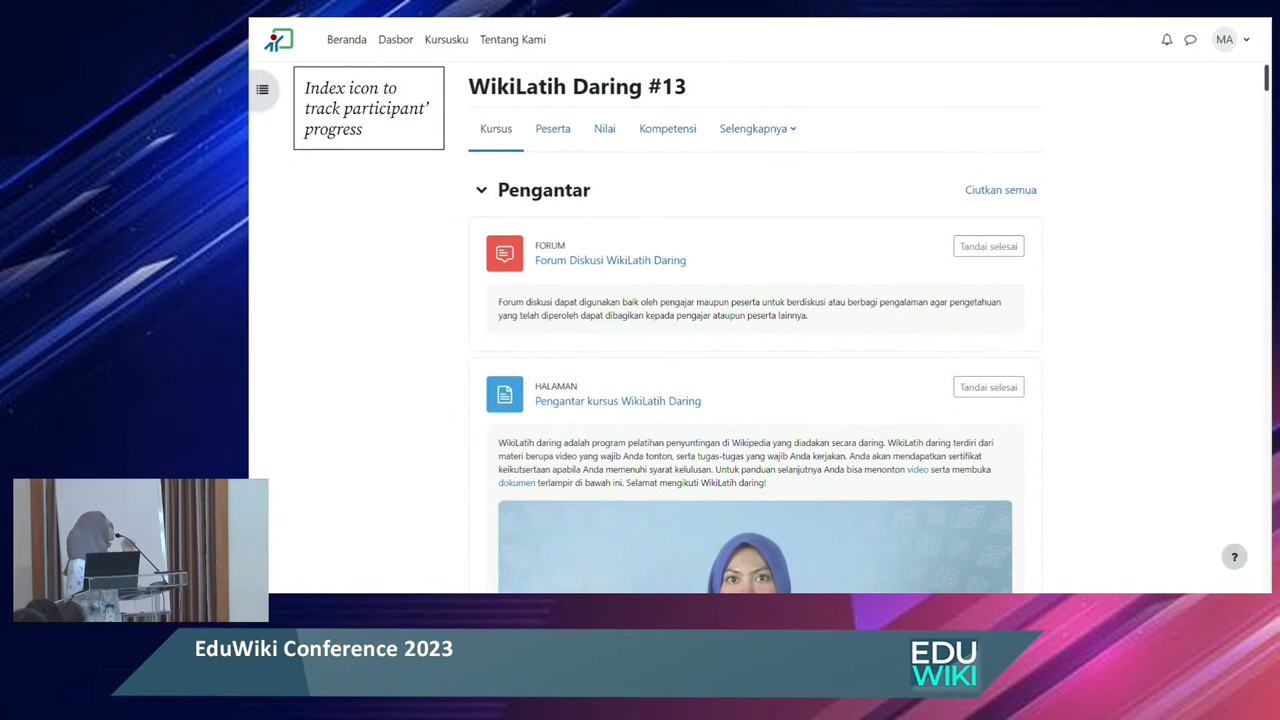 Beranda Dasbor Kursusku Tentang Kami
MA
Index icon to
track participant’
progress
WikiLatih Daring #13
Kursus Peserta Nilai Kompetensi Selengkapnya
Pengantar
Ciutkan semua
FORUM
Forum Diskusi WikiLatih Daring
Tandai selesai
Forum diskusi dapat digunakan baik oleh pengajar maupun peserta untuk berdiskusi atau berbagi pengalaman agar pengetahuan
yang telah diperoleh dapat dibagikan kepada pengajar ataupun peserta lainnya.
HALAMAN
Pengantar kursus WikiLatih Daring
Tandai selesai
WikiLatih daring adalah program pelatihan penyuntingan di Wikipedia yang diadakan secara daring. WikiLatih daring terdiri dari
materi berupa video yang wajib Anda tonton, serta tugas-tugas yang wajib Anda kerjakan. Anda akan mendapatkan sertifikat
keikutsertaan apabila Anda memenuhi syarat kelulusan. Untuk panduan selanjutnya Anda bisa menonton video serta membuka
dokumen terlampir di bawah ini. Selamat mengikuti WikiLatih daring!
?
EduWiki Conference 2023
EDU
WIKI